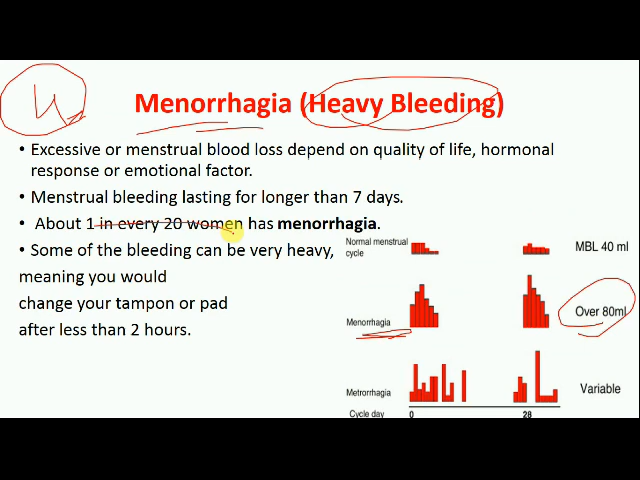 Menorrhagia (Heavy Bleeding)
• Excessive or menstrual blood loss depend on quality of life, hormonal
response or emotional factor.
• Menstrual bleeding lasting for longer than 7 days.
• About 1 in every 20 women has menorrhagia.
• Some of the bleeding can be very heavy,
meaning you would
change your tampon or pad
after less than 2 hours.
Normal menstrual
cycle
MBL 40 ml
Menorrhagia
Over 80ml
Metrorrhagia
Variable
Cycle day
0
28